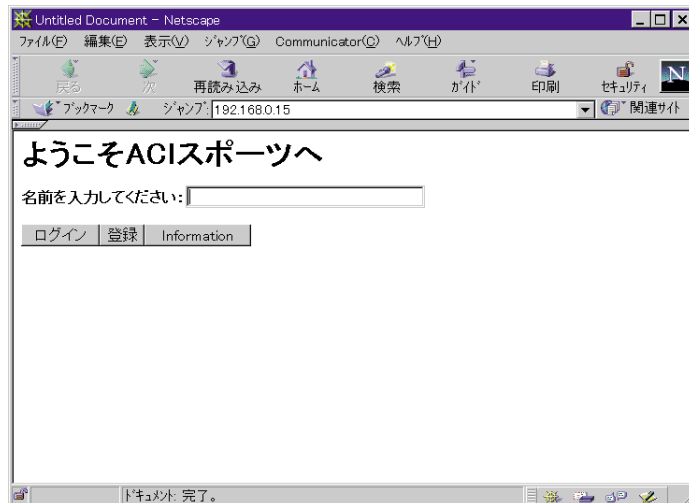 Untitled Document - Netscape
ファイル(F) 編集(E) 表示(V) ジャンプ(G) Communicator(C) ヘルプ(H)
戻る 次 再読み込み ホーム 検索 ガイド 印刷 セキュリティ N
ブックマーク ジャンプ: 192.168.0.15 関連サイト
ようこそACIスポーツへ
名前を入力してください:
ログイン 登録 Information
ドキュメント: 完了。